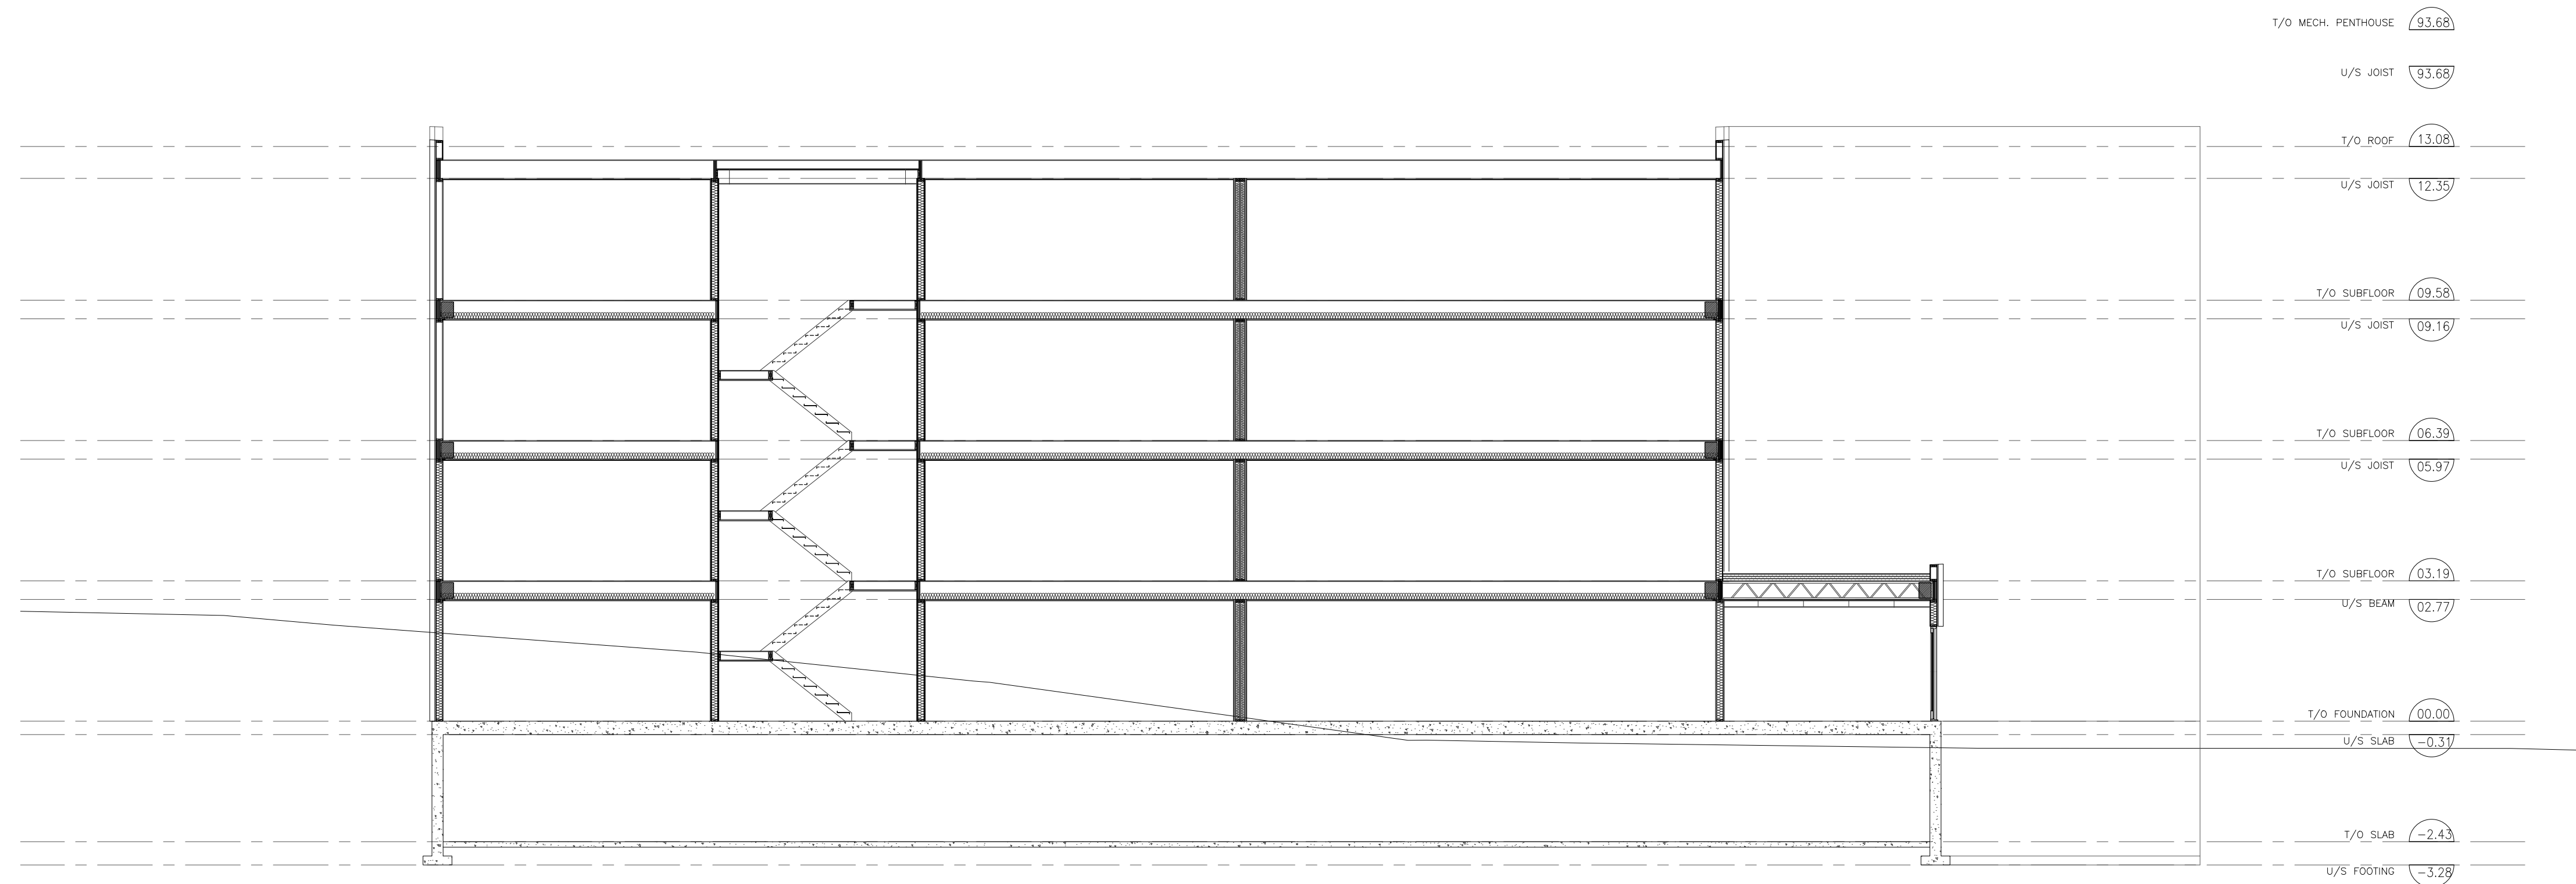 T/O MECH. PENTHOUSE 93.68
U/S JOIST 93.68
T/O ROOF 13.08
U/S JOIST 12.35
T/O SUBFLOOR 09.58
U/S JOIST 09.16
T/O SUBFLOOR 06.39
U/S JOIST 05.97
T/O SUBFLOOR 03.19
U/S BEAM 02.77
T/O FOUNDATION 00.00
U/S SLAB -0.31
T/O SLAB -2.43
U/S FOOTING -3.28